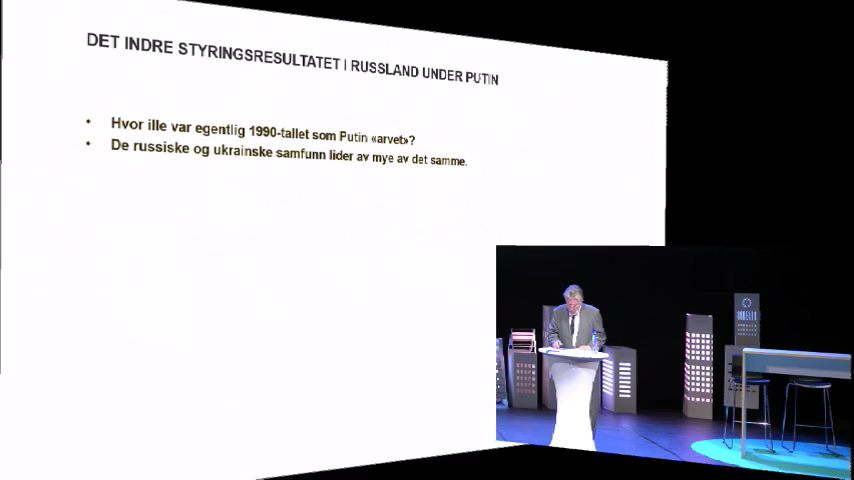 DET INDRE STYRINGSRESULTATET I RUSSLAND UNDER PUTIN
• Hvor ille var egentlig 1990-tallet som Putin «arvet»?
• De russiske og ukrainske samfunn lider av mye av det samme.